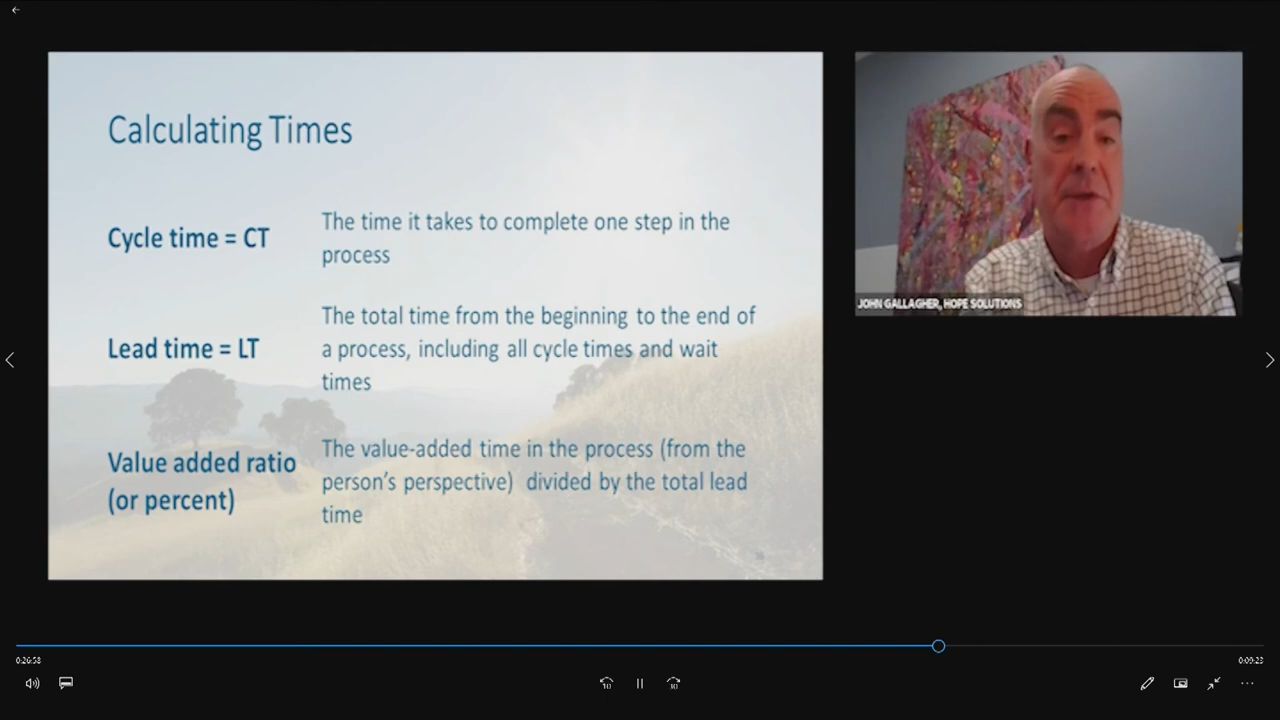 Calculating Times
Cycle time = CT
The time it takes to complete one step in the
process
Lead time = LT
The total time from the beginning to the end of
a process, including all cycle times and wait
times
Value added ratio
(or percent)
The value-added time in the process (from the
person's perspective) divided by the total lead
time
JOHN GALLAGHER, HOPE SOLUTIONS
0:26:58
0:09:23
10
30